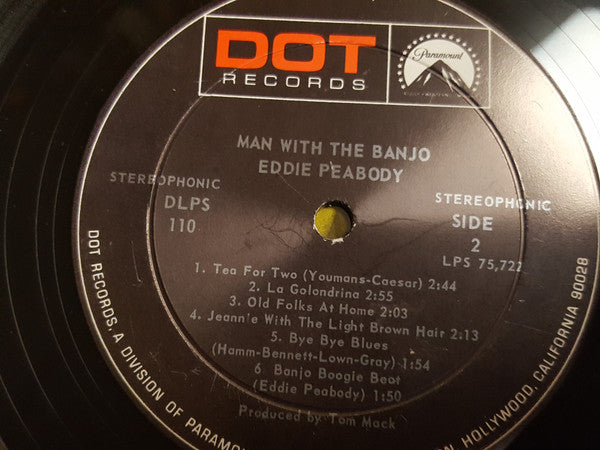 DOT
RECORDS
Paramount
MAN WITH THE BANJO
EDDIE PEABODY
STEREOPHONIC
DLPS
110
STEREOPHONIC
SIDE
2
LPS 75,722
1. Tea For Two (Youmans-Caesar) 2:44
2. La Golondrina 2:55
3. Old Folks At Home 2:03
4. Jeannie With The Light Brown Hair 2:13
5. Bye Bye Blues
(Hamm-Bennett-Lown-Gray) 1:54
6. Banjo Boogie Beat
(Eddie Peabody) 1:50
Produced by Tom Mack
DOT RECORDS, A DIVISION OF PARAMOU
N, HOLLYWOOD, CALIFORNIA 90028